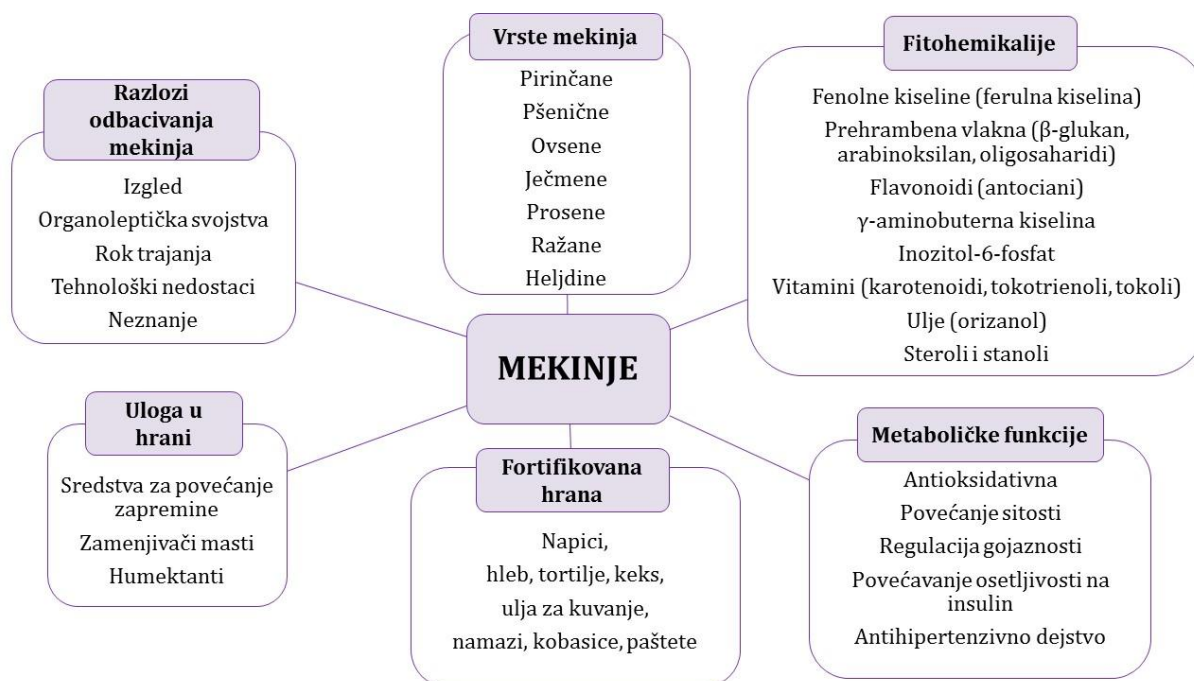 Razlozi
odbacivanja
mekinja
Izgled
Organoleptička svojstva
Rok trajanja
Tehnološki nedostaci
Neznanje
Vrste mekinja
Pirinčane
Pšenične
Ovsene
Ječmene
Prosene
Ražane
Heljdine
Fitohemikalije
Fenolne kiseline (ferulna kiselina)
Prehrambena vlakna (β-glukan,
arabinoksilan, oligosaharidi)
Flavonoidi (antociani)
γ-aminobuterna kiselina
Inozitol-6-fosfat
Vitamini (karotenoidi, tokotrienoli, tokoli)
Ulje (orizanol)
Steroli i stanoli
MEKINJE
Uloga u
hrani
Sredstva za povećanje
zapremine
Zamenjivači masti
Humektanti
Fortifikovana
hrana
Napici,
hleb, tortilje, keks,
ulja za kuvanje,
namazi, kobasice, paštete
Metaboličke funkcije
Antioksidativna
Povećanje sitosti
Regulacija gojaznosti
Povećavanje osetljivosti na
insulin
Antihipertenzivno dejstvo